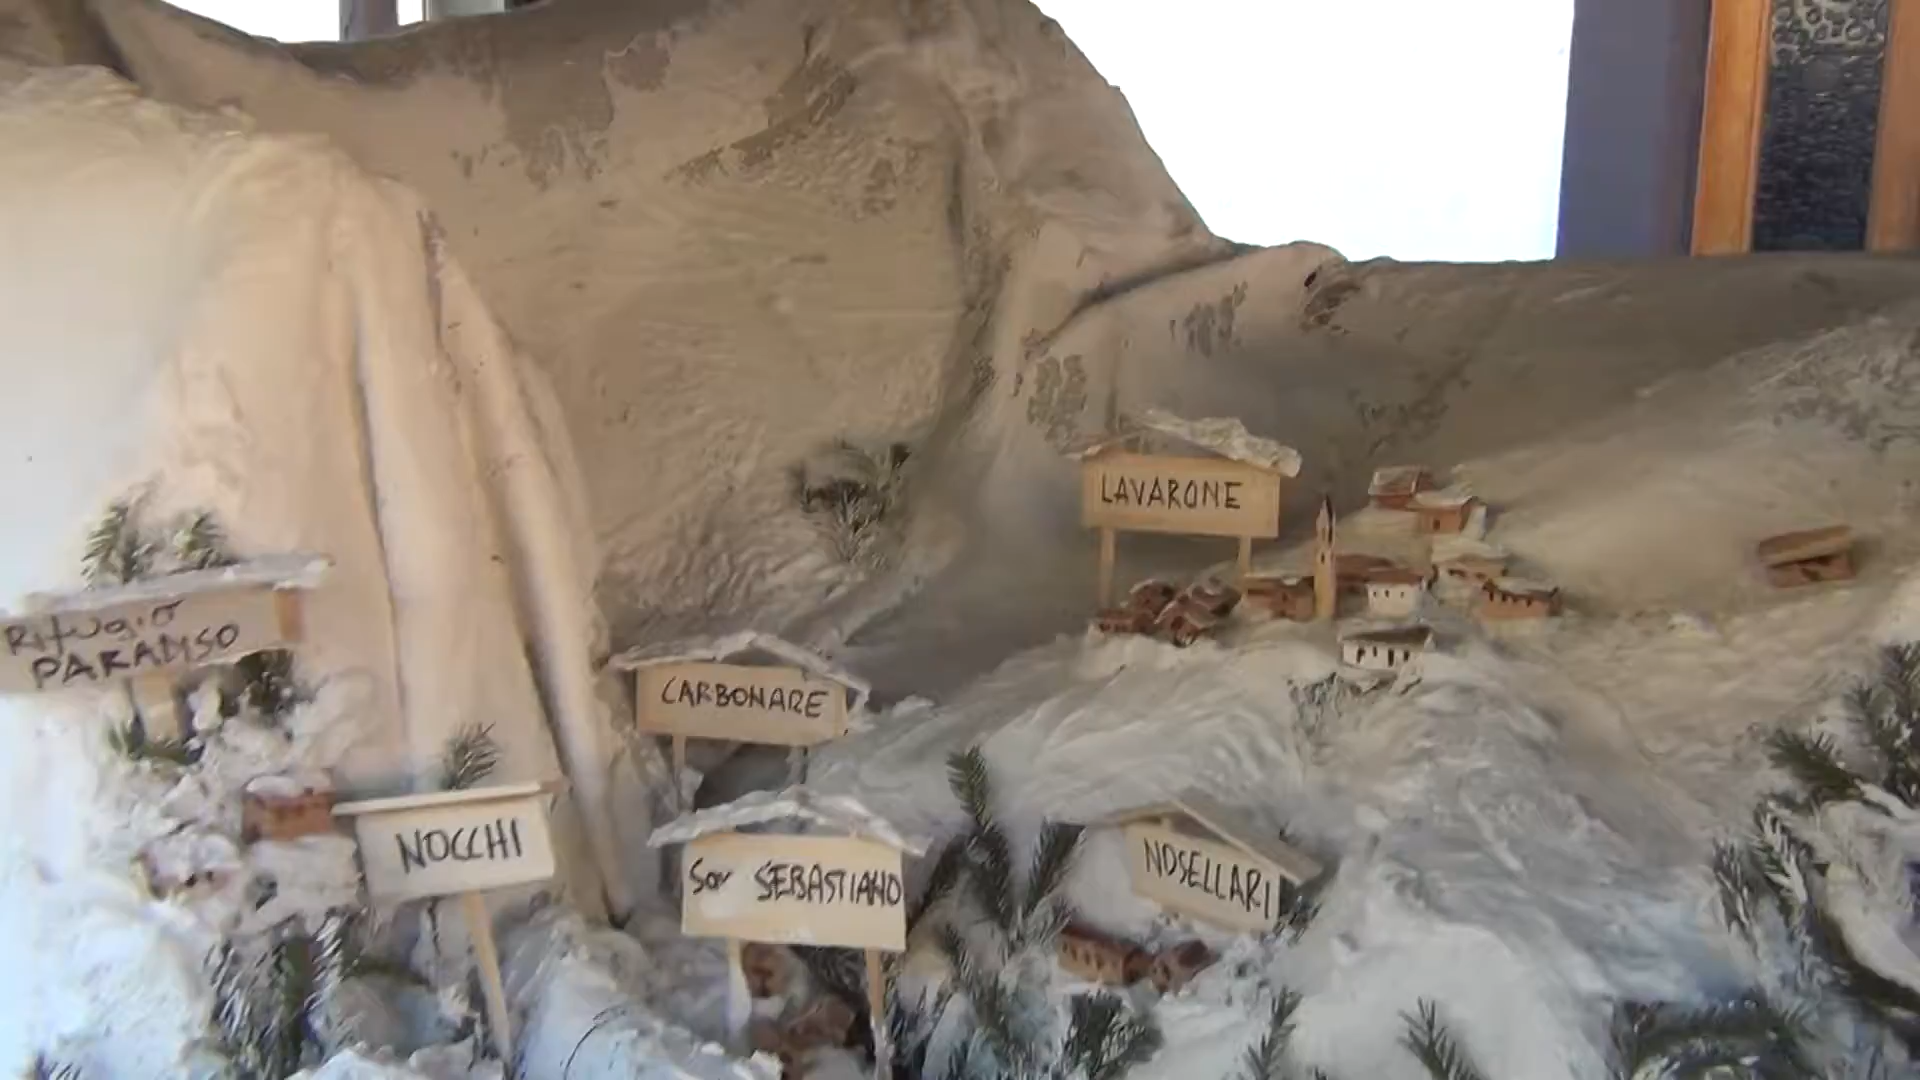 LAVARONE
Rifugio
PARADISO
CARBONARE
NOCCHI
San SEBASTIANO
NOSELLARI